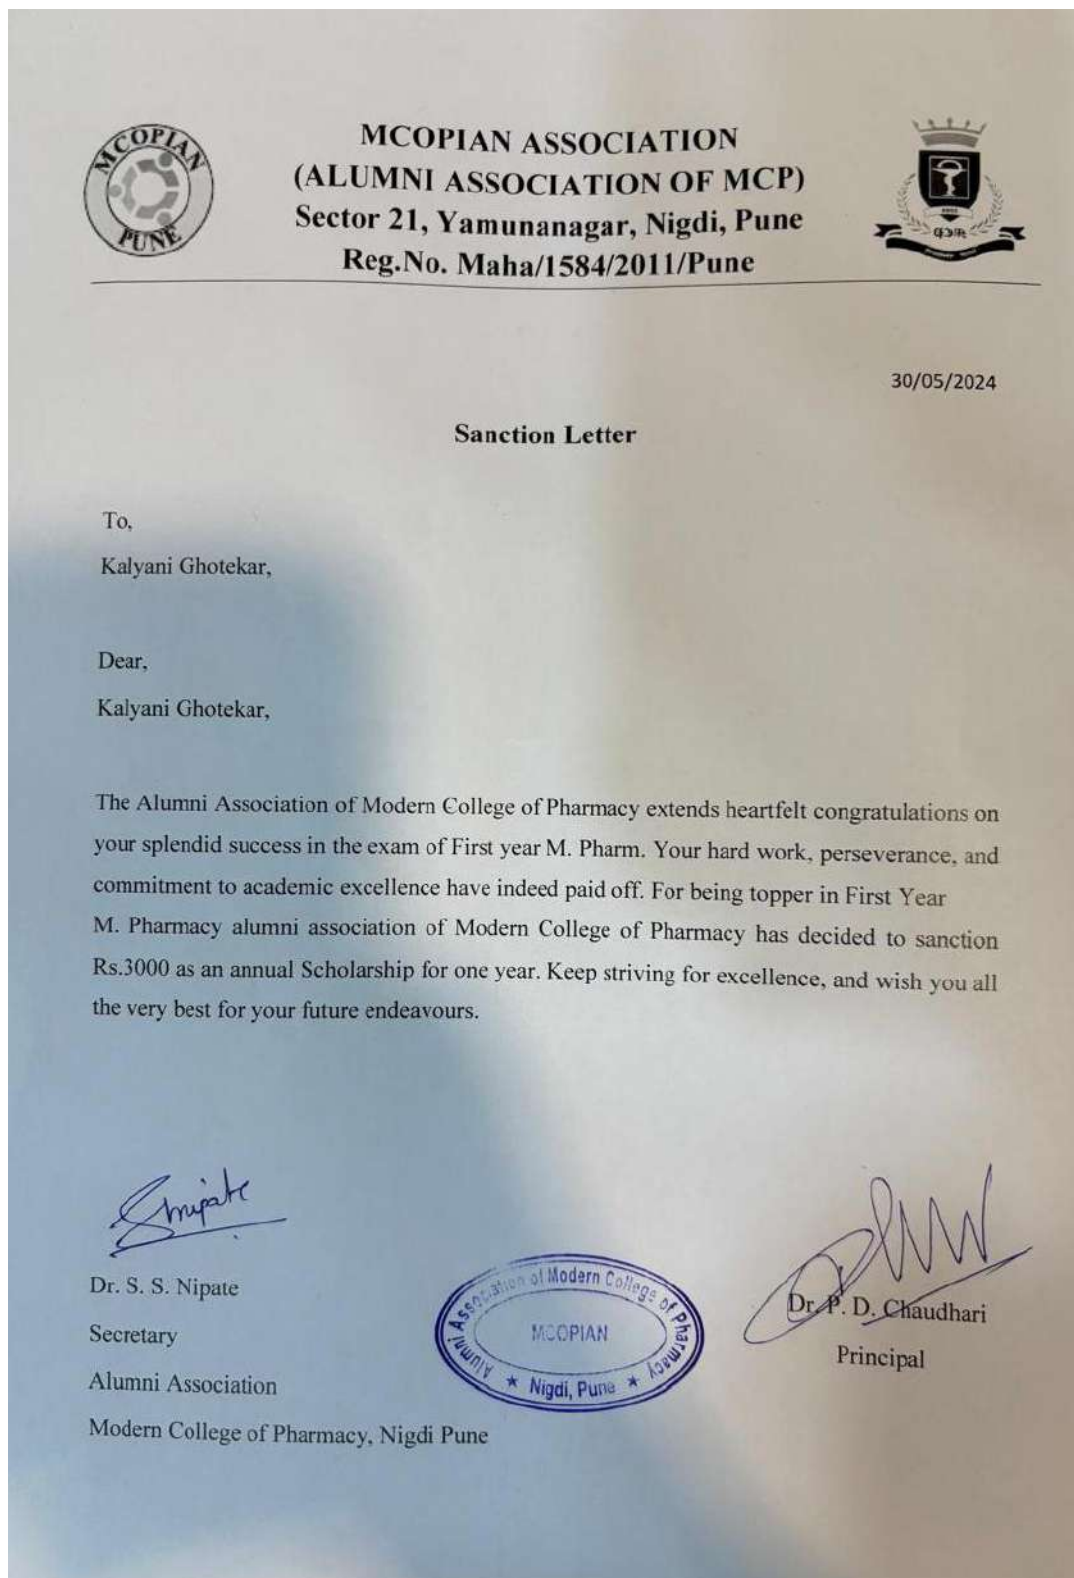 MCOPIAN
PUNE
MCOPIAN ASSOCIATION
(ALUMNI ASSOCIATION OF MCP)
Sector 21, Yamunanagar, Nigdi, Pune
Reg.No. Maha/1584/2011/Pune
30/05/2024
Sanction Letter
To,
Kalyani Ghotekar,
Dear,
Kalyani Ghotekar,
The Alumni Association of Modern College of Pharmacy extends heartfelt congratulations on
your splendid success in the exam of First year M. Pharm. Your hard work, perseverance, and
commitment to academic excellence have indeed paid off. For being topper in First Year
M. Pharmacy alumni association of Modern College of Pharmacy has decided to sanction
Rs.3000 as an annual Scholarship for one year. Keep striving for excellence, and wish you all
the very best for your future endeavours.
Snipate
Dr. S. S. Nipate
Secretary
Alumni Association
Modern College of Pharmacy, Nigdi Pune
Alumni Association of Modern College of Pharmacy
MCOPIAN
★ Nigdi, Pune ★
Dr. P. D. Chaudhari
Principal